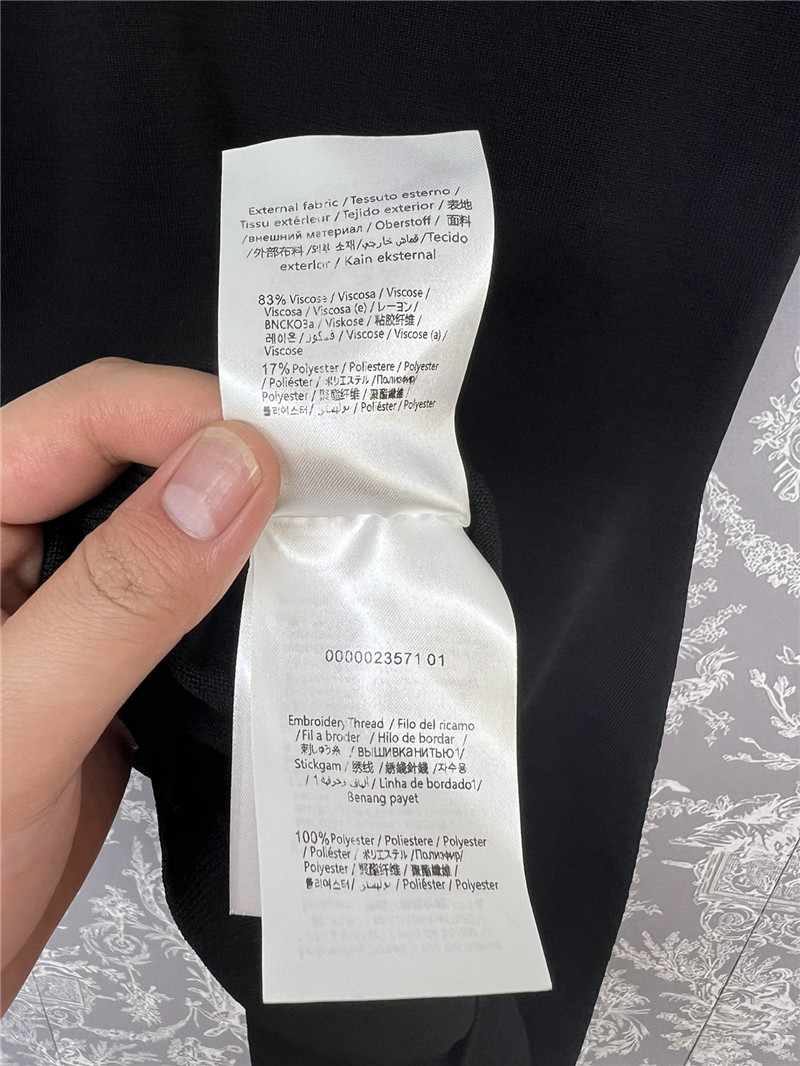 External fabric / Tessuto esterno /
Tissu extérieur / Tejido exterior / 表地
/внешний материал / Oberstoff / 面料
/外部布料 /외부 소재/قماش خارجي/Tecido
exterior / Kain eksternal
83% Viscose / Viscosa / Viscose /
Viscosa / Viscosa (e) / レーヨン/
BNCKO3a / Viskose / 粘胶纤维/
레이온/ فسكوز/ Viscose / Viscose (a)/
Viscose
17% Polyester / Poliestere / Polyester
/ Poliéster / ポリエステル /Полиэфир/
Polyester / 聚酯纤维 / 聚酯纖維/
폴리에스터/ بوليستر / Poliéster / Polyester
0000023571 01
Embroidery Thread / Filo del ricamo
/Fil a broder / Hilo de bordar /
刺しゅう糸 / ВЫШИВКАНИТЬЮ1/
Stickgarn / 绣线 / 繡綫針織 /자수용
/ 1 / Linha de bordado1/
Benang payet
100% Polyester / Poliestere / Polyester
/ Poliéster / ポリエステル /Полиэфир/
Polyester / 聚酯纤维 / 聚酯纖維 /
폴리에스터/ بوليستر / Poliéster / Polyester